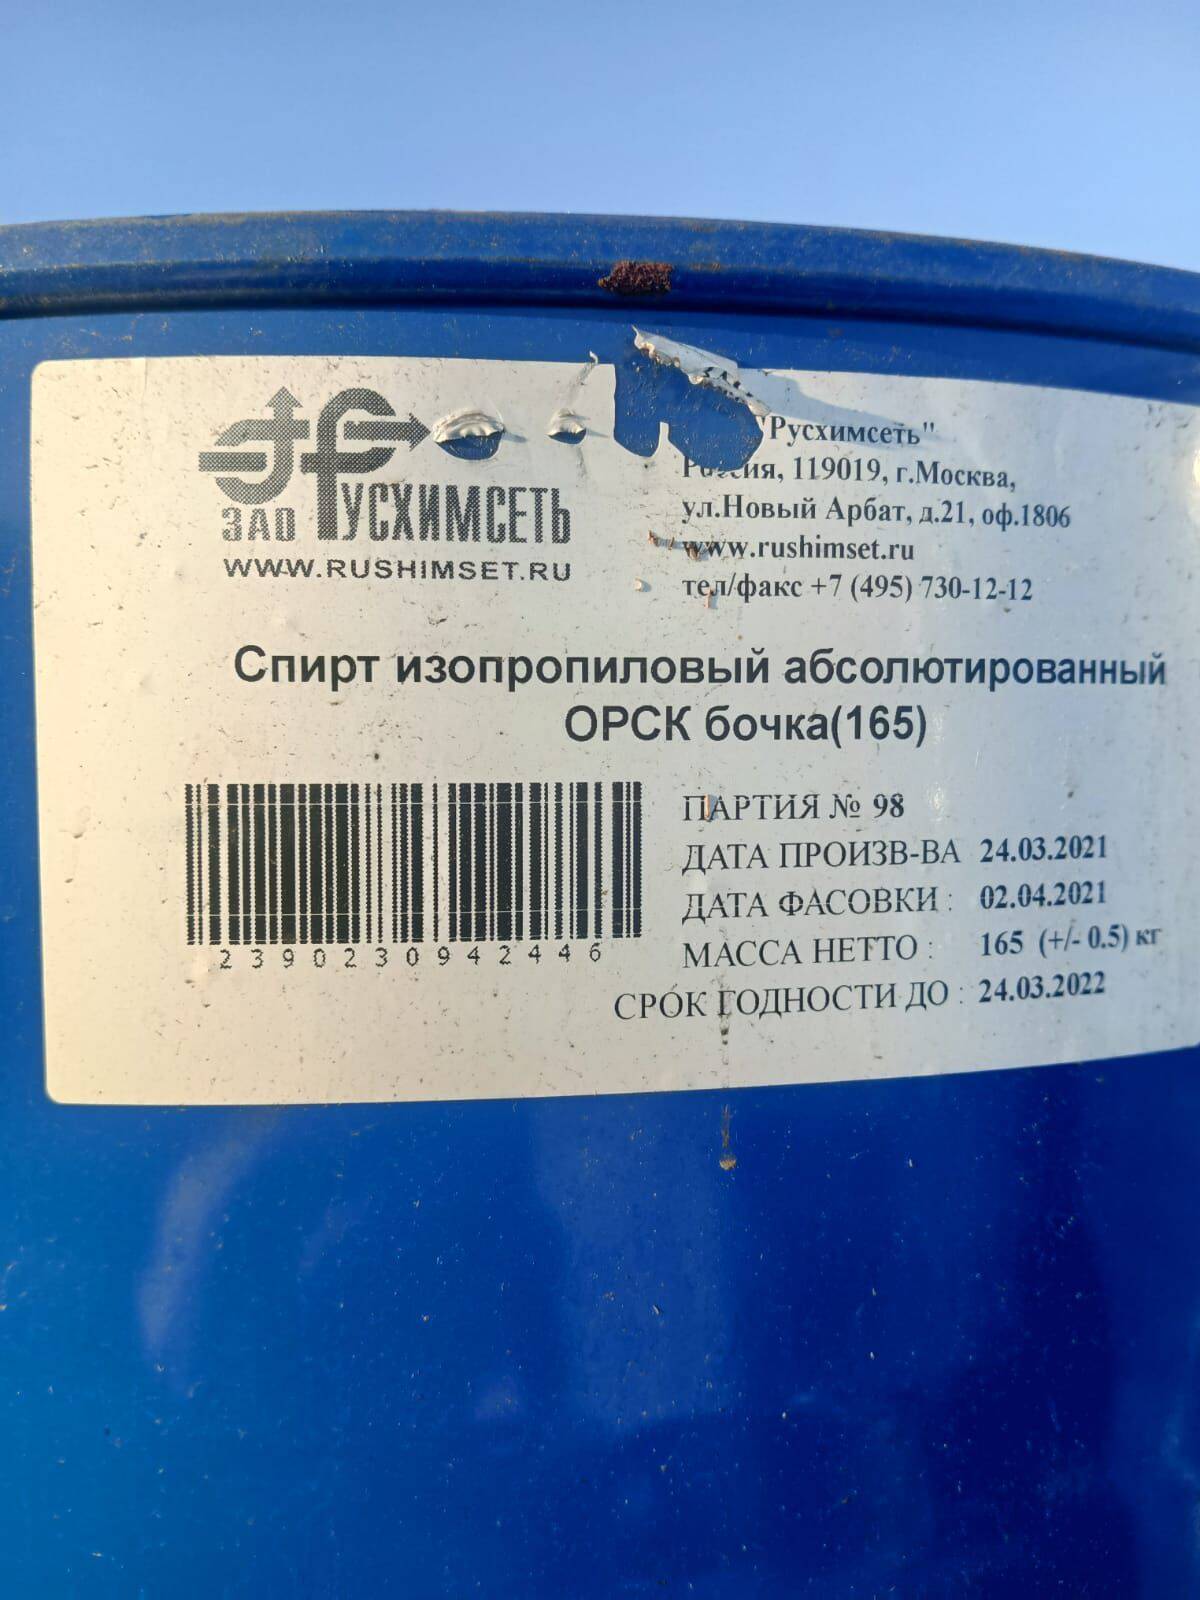 ЗАО РУСХИМСЕТЬ
WWW.RUSHIMSET.RU
"Русхимсеть"
119019, г.Москва,
ул.Новый Арбат, д.21, оф.1806
www.rushimset.ru
тел/факс +7 (495) 730-12-12
Спирт изопропиловый абсолютированный
ОРСК бочка(165)
2390230942446
ПАРТИЯ № 98
ДАТА ПРОИЗВ-ВА 24.03.2021
ДАТА ФАСОВКИ : 02.04.2021
МАССА НЕТТО : 165 (+/- 0.5) кг
СРОК ГОДНОСТИ ДО : 24.03.2022